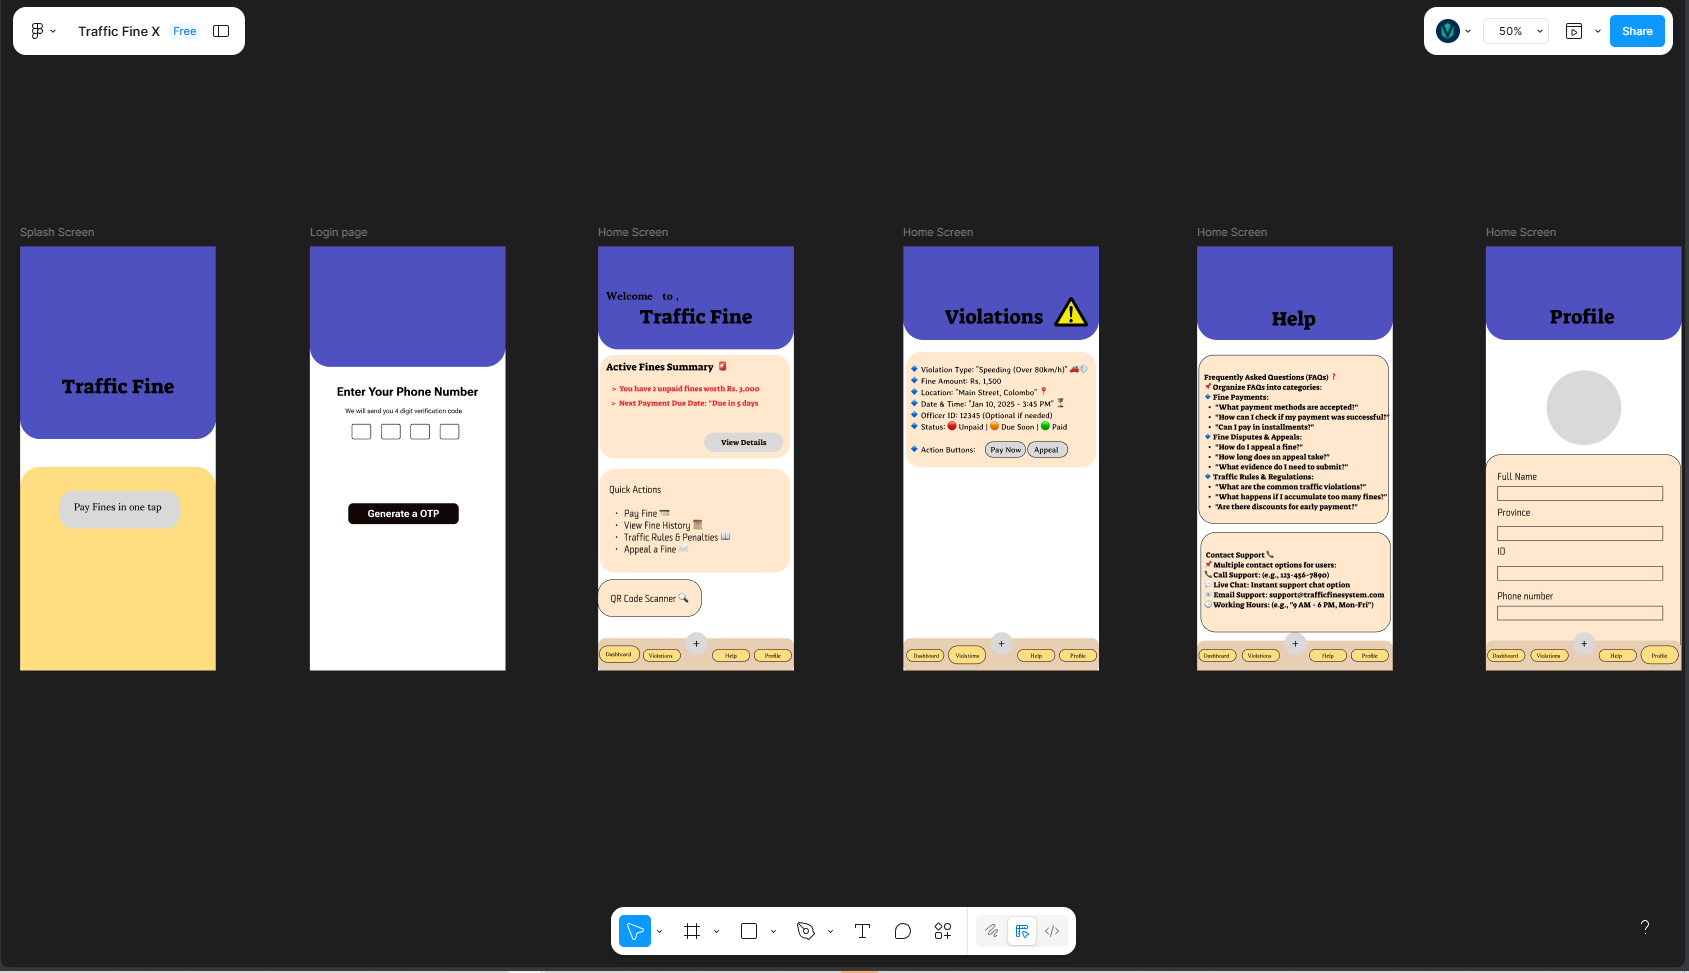 Traffic Fine X Free
50% Share
Splash Screen
Traffic Fine
Pay Fines in one tap
Login page
Enter Your Phone Number
We will send you 4 digit verification code
Generate a OTP
Home Screen
Welcome to ,
Traffic Fine
Active Fines Summary
> You have 2 unpaid fines worth Rs. 3,000
> Next Payment Due Date: "Due in 5 days
View Details
Quick Actions
• Pay Fine
• View Fine History
• Traffic Rules & Penalties
• Appeal a Fine
QR Code Scanner
+
Dashboard Violations Help Profile
Home Screen
Violations
Violation Type: "Speeding (Over 80km/h)"
Fine Amount: Rs, 1,500
Location: "Main Street, Colombo"
Date & Time: "Jan 10, 2025 - 3:45 PM"
Officer ID: 12345 (Optional if needed)
Status: Unpaid | Due Soon | Paid
Action Buttons: Pay Now Appeal
+
Dashboard Violations Help Profile
Home Screen
Help
Frequently Asked Questions (FAQs) ❓
Organize FAQs into categories:
Fine Payments:
• "What payment methods are accepted?"
• "How can I check if my payment was successful?"
• "Can I pay in installments?"
Fine Disputes & Appeals:
• "How do I appeal a fine?"
• "How long does an appeal take?"
• "What evidence do I need to submit?"
Traffic Rules & Regulations:
• "What are the common traffic violations?"
• "What happens if I accumulate too many fines?"
• "Are there discounts for early payment?"
Contact Support
Multiple contact options for users:
Call Support: (e.g., 123-456-7890)
Live Chat: Instant support chat option
Email Support: support@trafficfinesystem.com
Working Hours: (e.g., "9 AM - 6 PM, Mon-Fri")
+
Dashboard Violations Help Profile
Home Screen
Profile
Full Name
Province
ID
Phone number
+
Dashboard Violations Help Profile
?